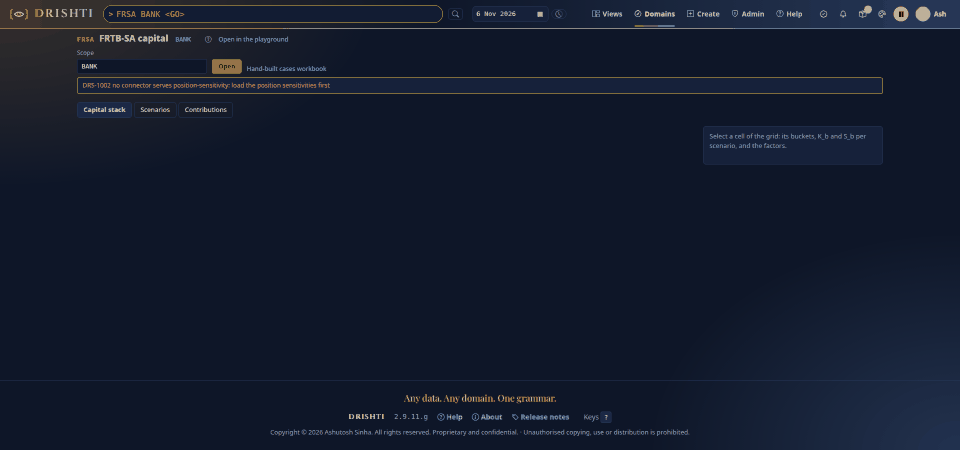 DRISHTI
> FRSA BANK <GO>
6 Nov 2026
Views
Domains
Create
Admin
Help
Ash
FRSA FRTB-SA capital BANK Open in the playground
Scope
BANK
Open
Hand-built cases workbook
DRS-1002 no connector serves position-sensitivity: load the position sensitivities first
Capital stack
Scenarios
Contributions
Select a cell of the grid: its buckets, K_b and S_b per
scenario, and the factors.
Any data. Any domain. One grammar.
DRISHTI 2.9.11.g Help About Release notes Keys ?
Copyright © 2026 Ashutosh Sinha. All rights reserved. Proprietary and confidential. · Unauthorised copying, use or distribution is prohibited.